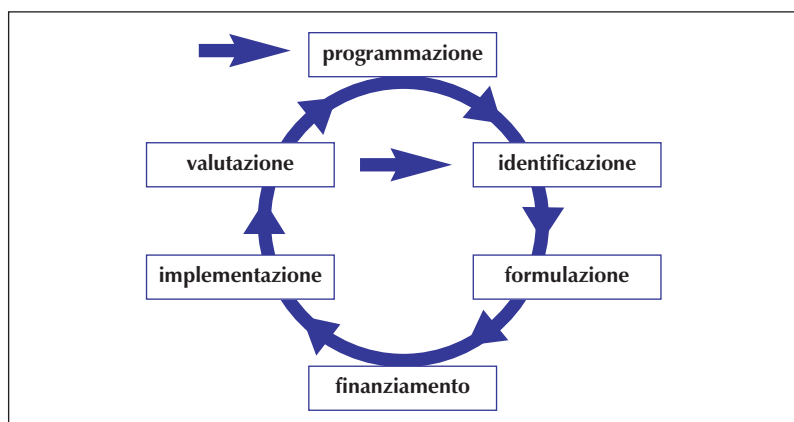 programmazione
valutazione
identificazione
implementazione
formulazione
finanziamento